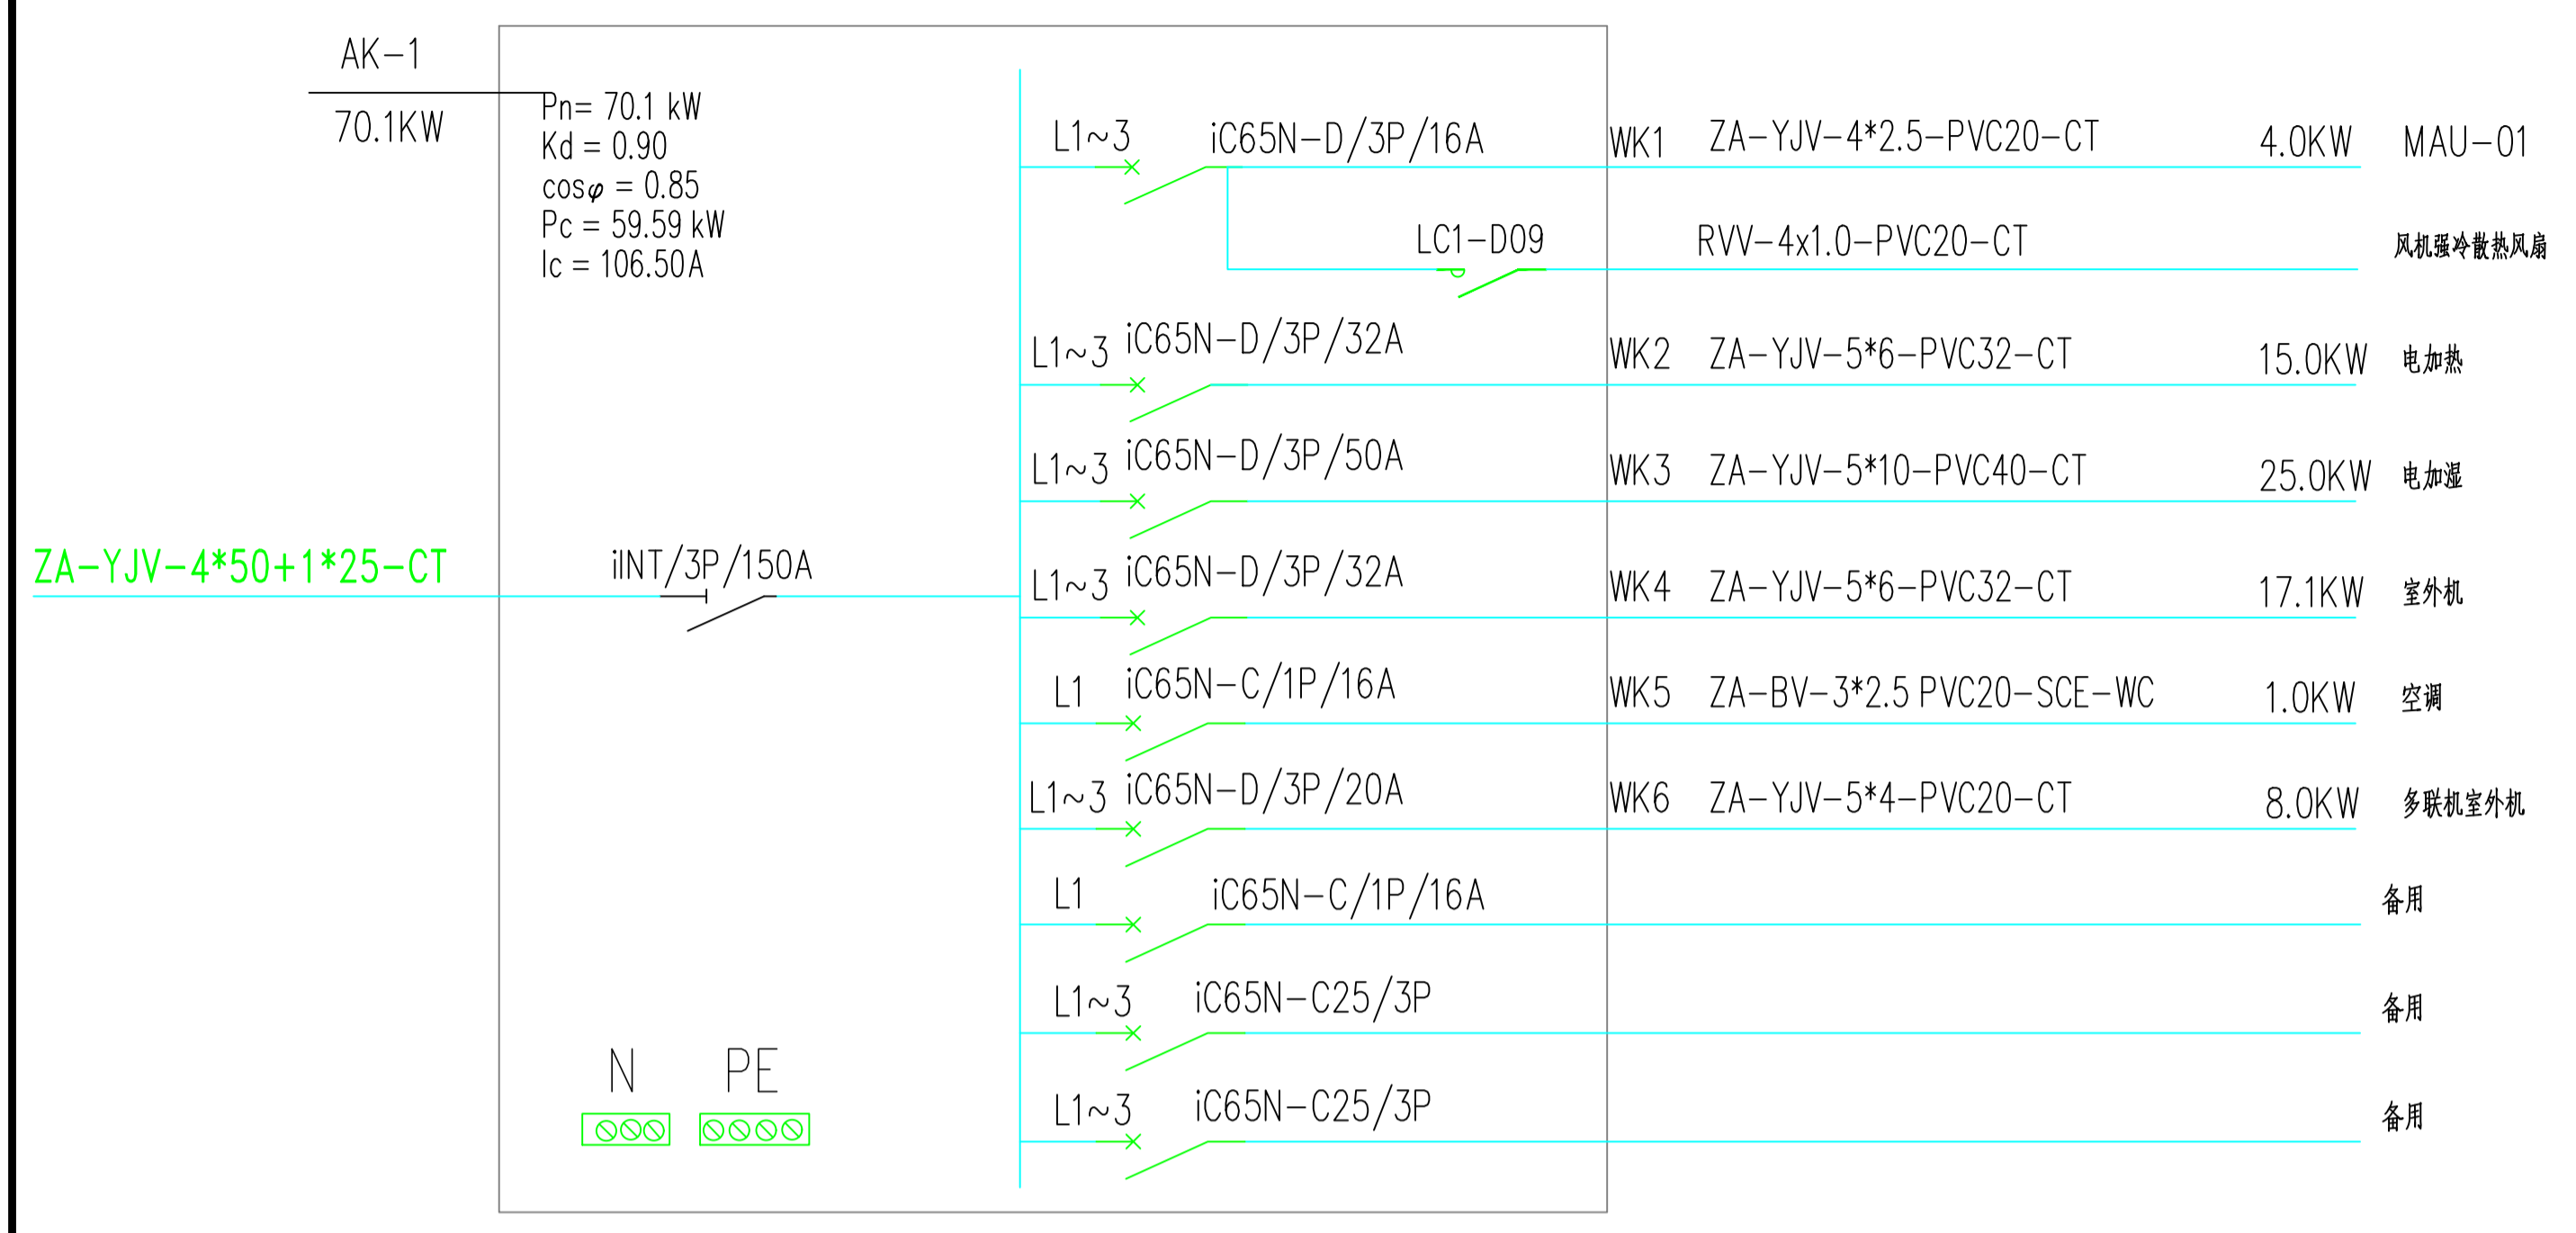 AK-1
70.1KW
Pn= 70.1 kW
Kd = 0.90
cosφ = 0.85
Pc = 59.59 kW
Ic = 106.50A
ZA-YJV-4*50+1*25-CT
iINT/3P/150A
N PE
L1~3 iC65N-D/3P/16A WK1 ZA-YJV-4*2.5-PVC20-CT 4.0KW MAU-01
LC1-D09 RVV-4x1.0-PVC20-CT 风机强冷散热风扇
L1~3 iC65N-D/3P/32A WK2 ZA-YJV-5*6-PVC32-CT 15.0KW 电加热
L1~3 iC65N-D/3P/50A WK3 ZA-YJV-5*10-PVC40-CT 25.0KW 电加湿
L1~3 iC65N-D/3P/32A WK4 ZA-YJV-5*6-PVC32-CT 17.1KW 室外机
L1 iC65N-C/1P/16A WK5 ZA-BV-3*2.5 PVC20-SCE-WC 1.0KW 空调
L1~3 iC65N-D/3P/20A WK6 ZA-YJV-5*4-PVC20-CT 8.0KW 多联机室外机
L1 iC65N-C/1P/16A 备用
L1~3 iC65N-C25/3P 备用
L1~3 iC65N-C25/3P 备用